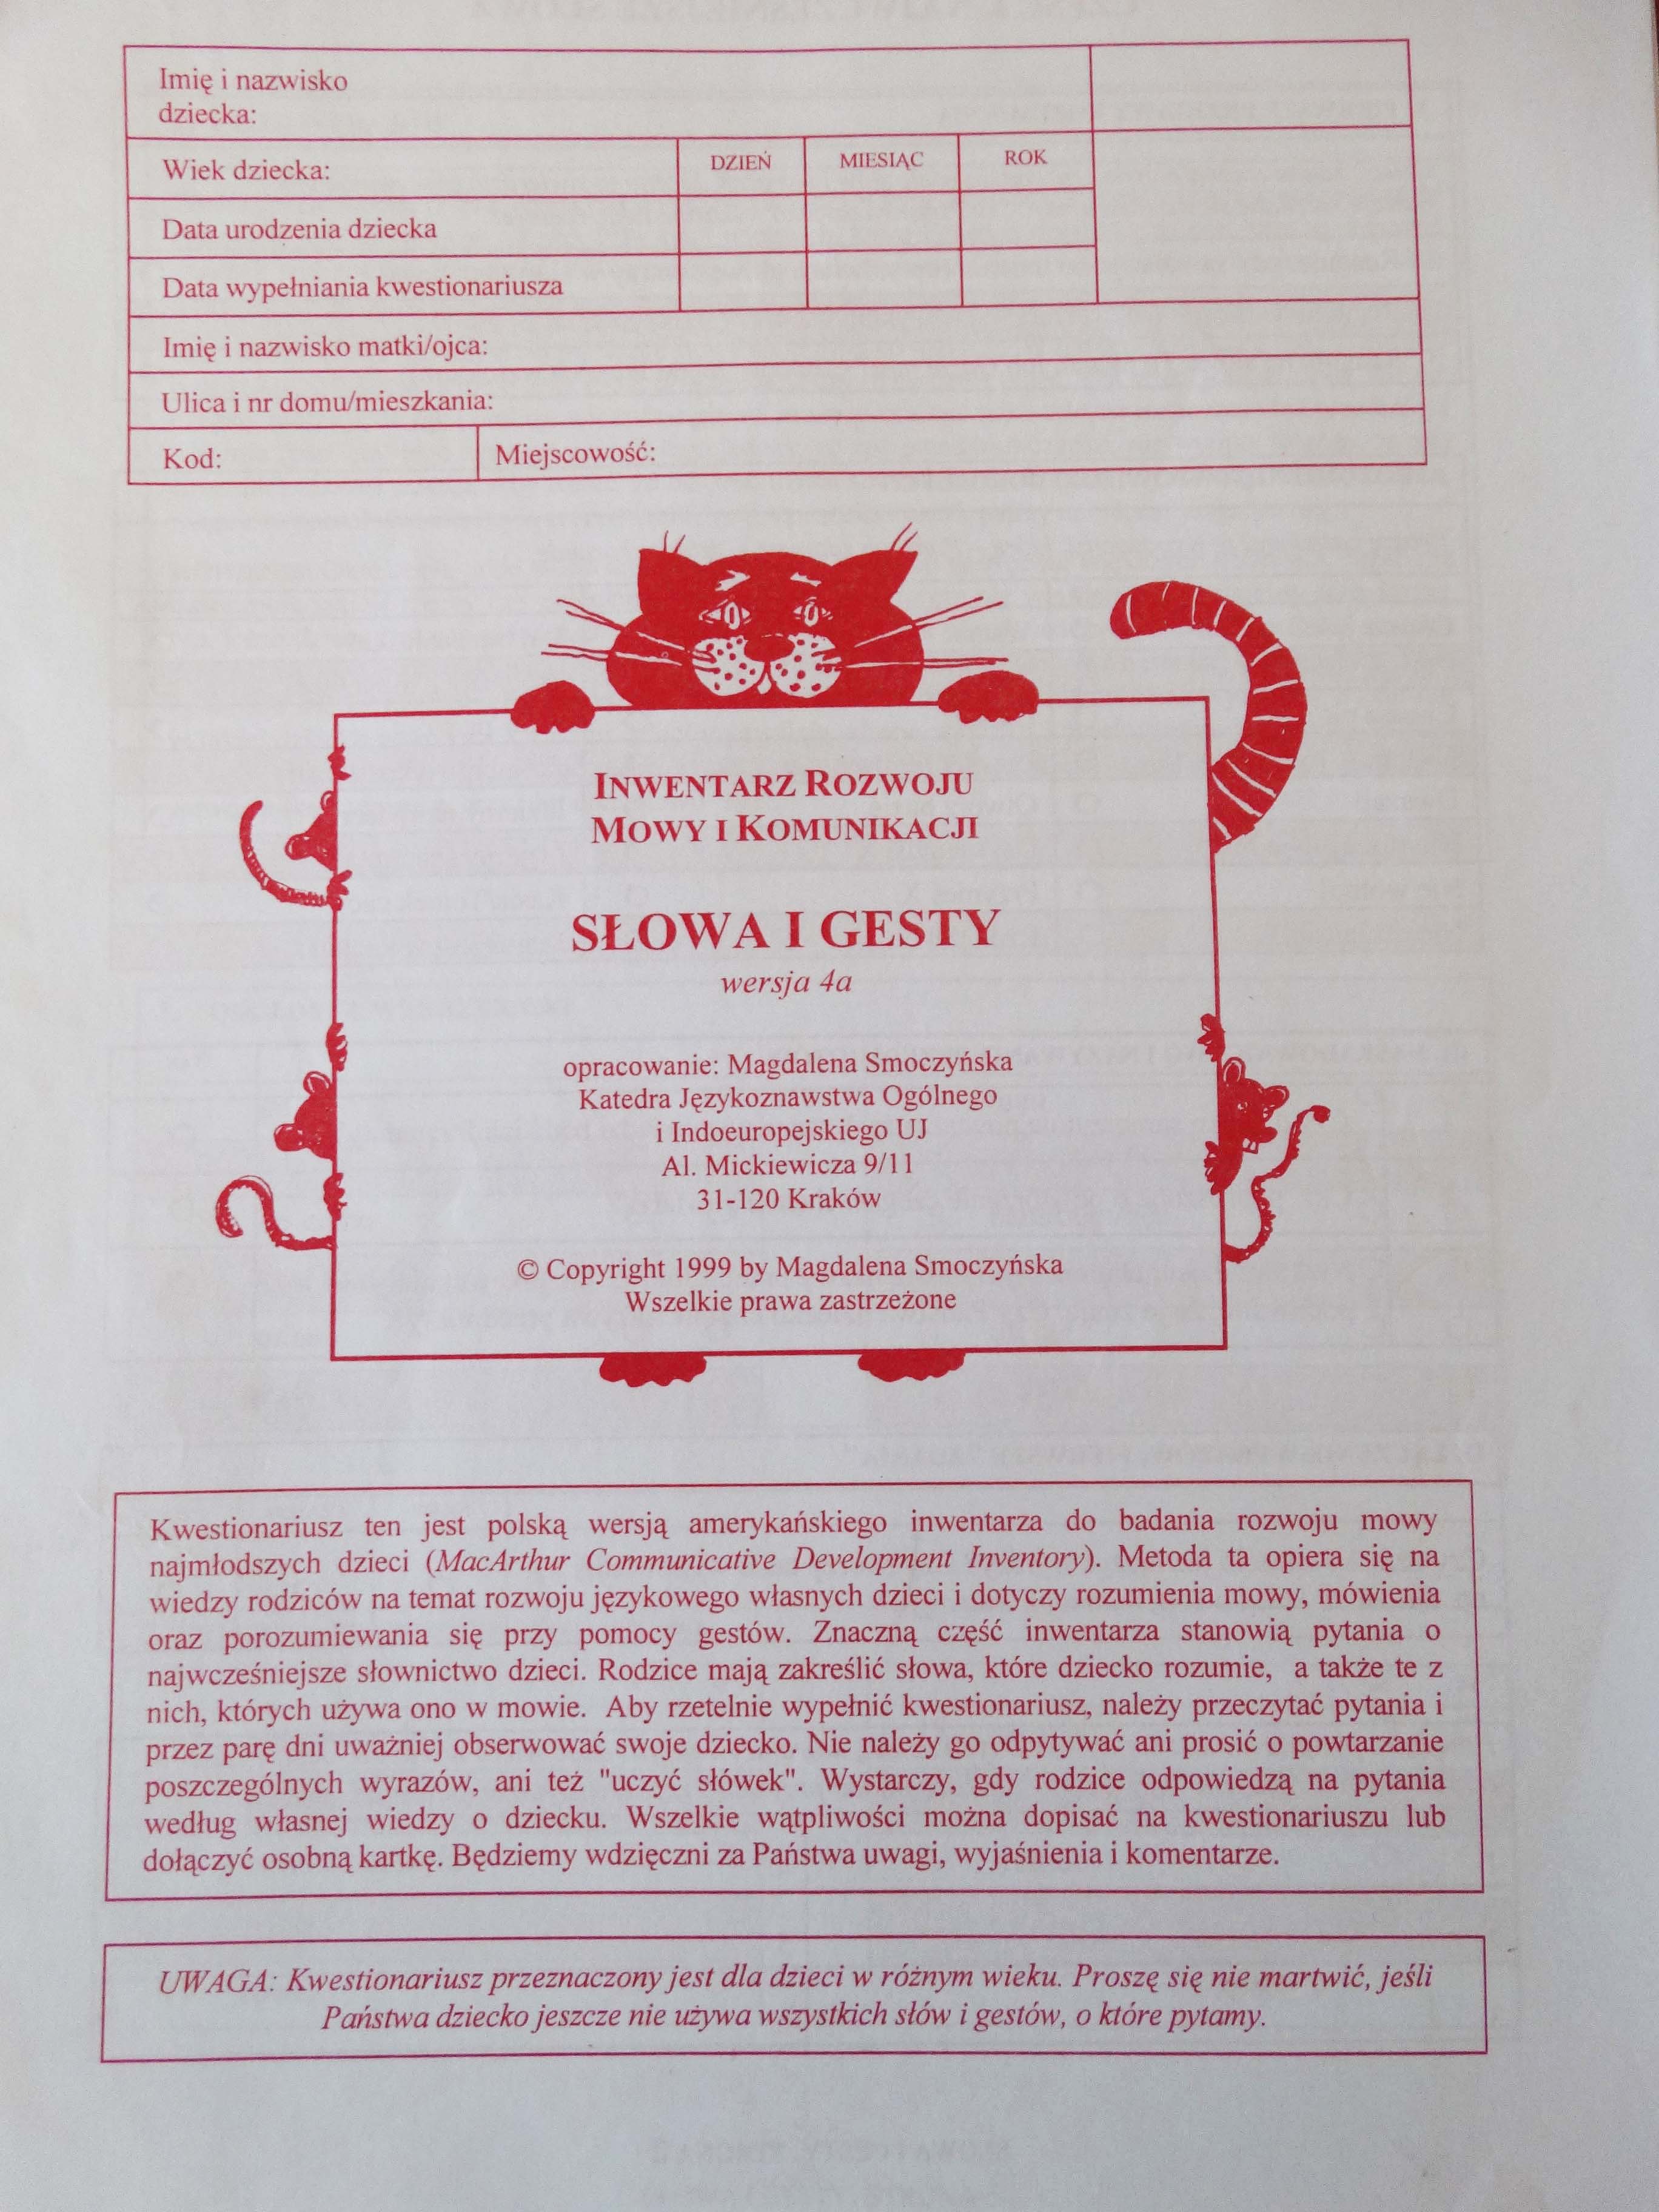 Imię i nazwisko
dziecka:
Wiek dziecka:
DZIEŃ
MIESIĄC
ROK
Data urodzenia dziecka
Data wypełniania kwestionariusza
Imię i nazwisko matki/ojca:
Ulica i nr domu/mieszkania:
Kod:
Miejscowość:
INWENTARZ ROZWOJU
MOWY I KOMUNIKACJI
SŁOWA I GESTY
wersja 4a
opracowanie: Magdalena Smoczyńska
Katedra Językoznawstwa Ogólnego
i Indoeuropejskiego UJ
Al. Mickiewicza 9/11
31-120 Kraków
© Copyright 1999 by Magdalena Smoczyńska
Wszelkie prawa zastrzeżone
Kwestionariusz ten jest polską wersją amerykańskiego inwentarza do badania rozwoju mowy
najmłodszych dzieci (MacArthur Communicative Development Inventory). Metoda ta opiera się na
wiedzy rodziców na temat rozwoju językowego własnych dzieci i dotyczy rozumienia mowy, mówienia
oraz porozumiewania się przy pomocy gestów. Znaczną część inwentarza stanowią pytania o
najwcześniejsze słownictwo dzieci. Rodzice mają zakreślić słowa, które dziecko rozumie, a także te z
nich, których używa ono w mowie. Aby rzetelnie wypełnić kwestionariusz, należy przeczytać pytania i
przez parę dni uważniej obserwować swoje dziecko. Nie należy go odpytywać ani prosić o powtarzanie
poszczególnych wyrazów, ani też "uczyć słówek". Wystarczy, gdy rodzice odpowiedzą na pytania
według własnej wiedzy o dziecku. Wszelkie wątpliwości można dopisać na kwestionariuszu lub
dołączyć osobną kartkę. Będziemy wdzięczni za Państwa uwagi, wyjaśnienia i komentarze.
UWAGA: Kwestionariusz przeznaczony jest dla dzieci w różnym wieku. Proszę się nie martwić, jeśli
Państwa dziecko jeszcze nie używa wszystkich słów i gestów, o które pytamy.